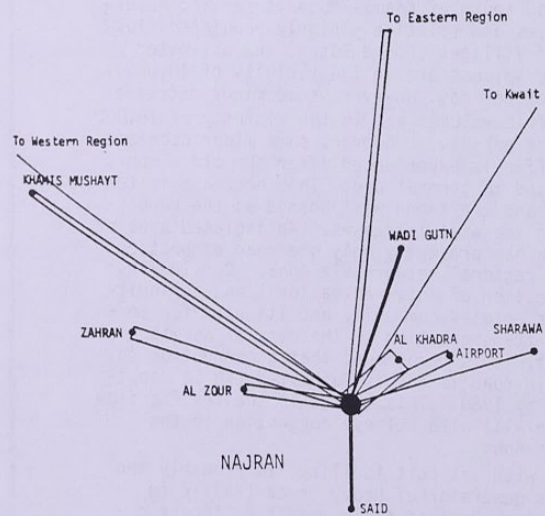 To Eastern Region
To Kwait
To Western Region
KHAMIS MUSHAYT
WADI GUTN
ZAHRAN
AL KHADRA
SHARAWA
AIRPORT
AL ZOUR
NAJRAN
SAID